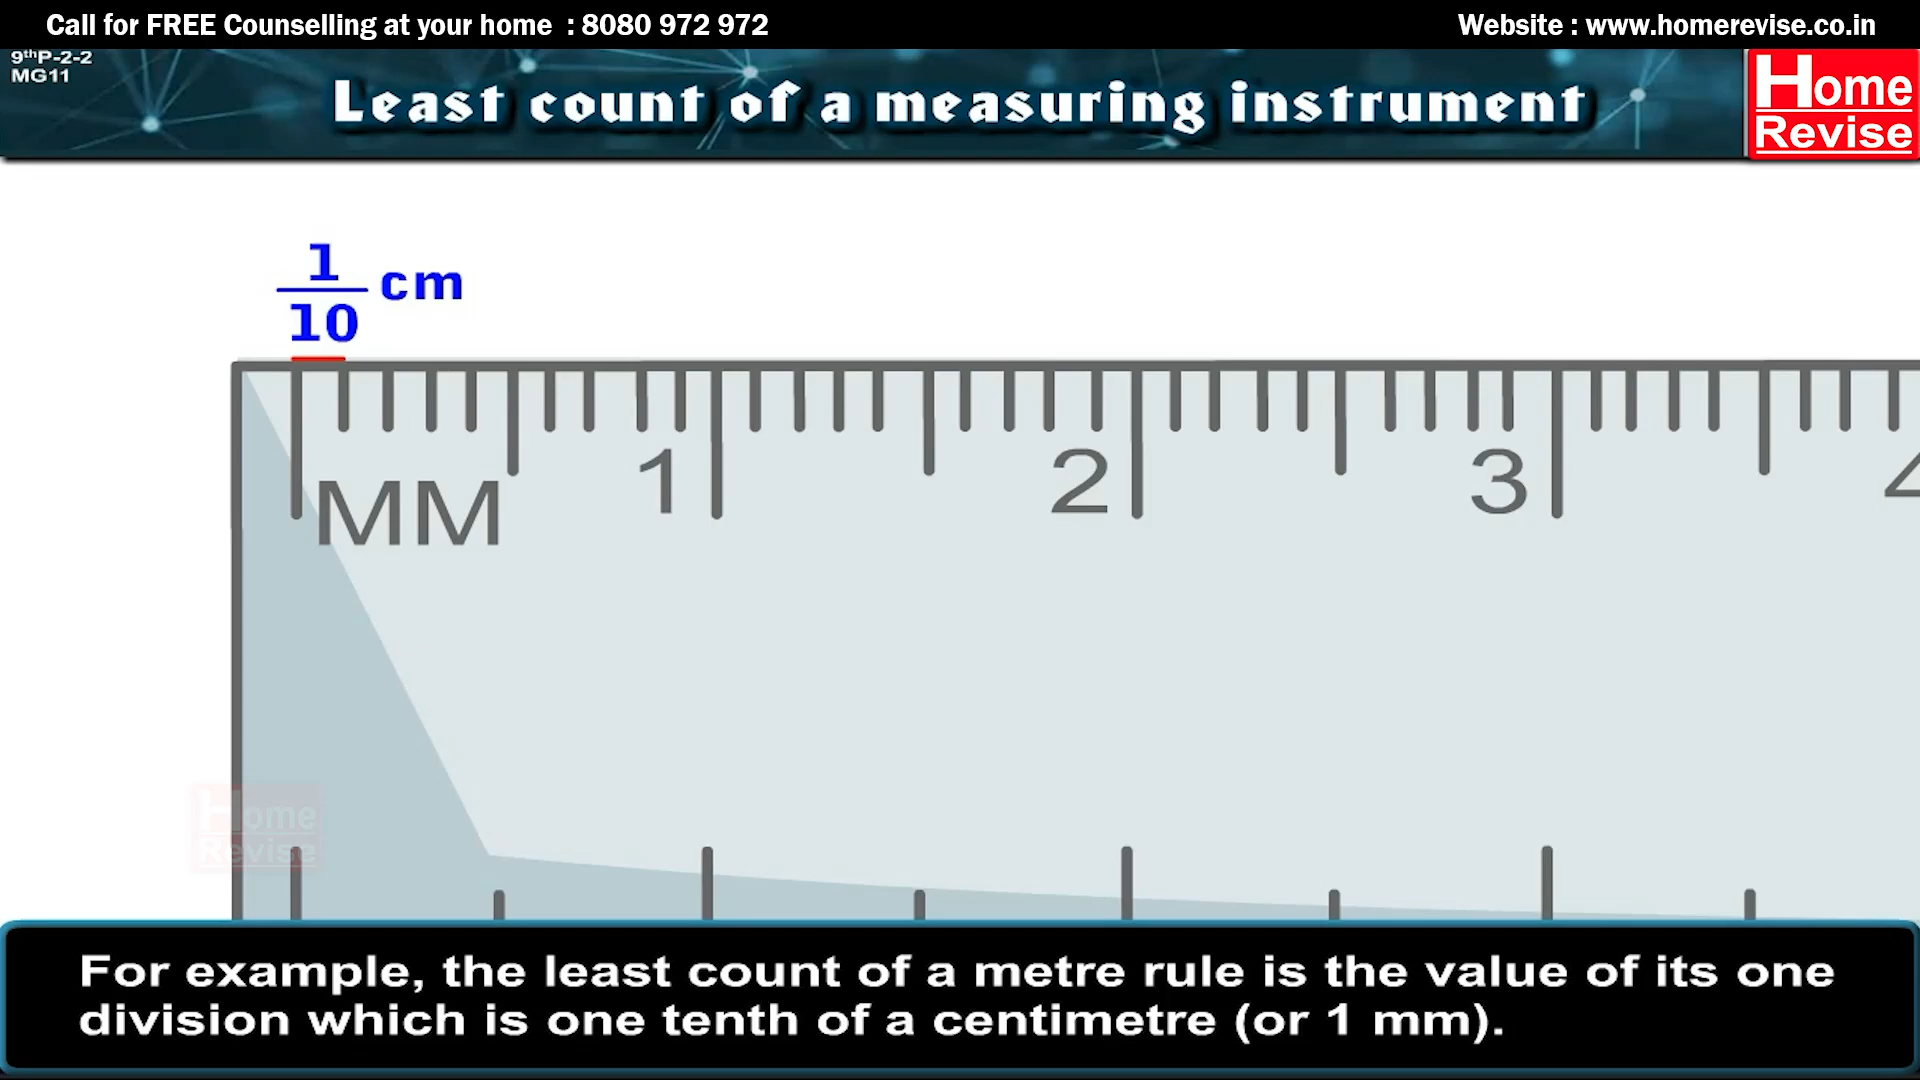 Call for FREE Counselling at your home : 8080 972 972
Website : www.homerevise.co.in
9thP-2-2
MG11
Least count of a measuring instrument
Home
Revise
1
10
cm
1
2
3
4
MM
Home
Revise
For example, the least count of a metre rule is the value of its one
division which is one tenth of a centimetre (or 1 mm).